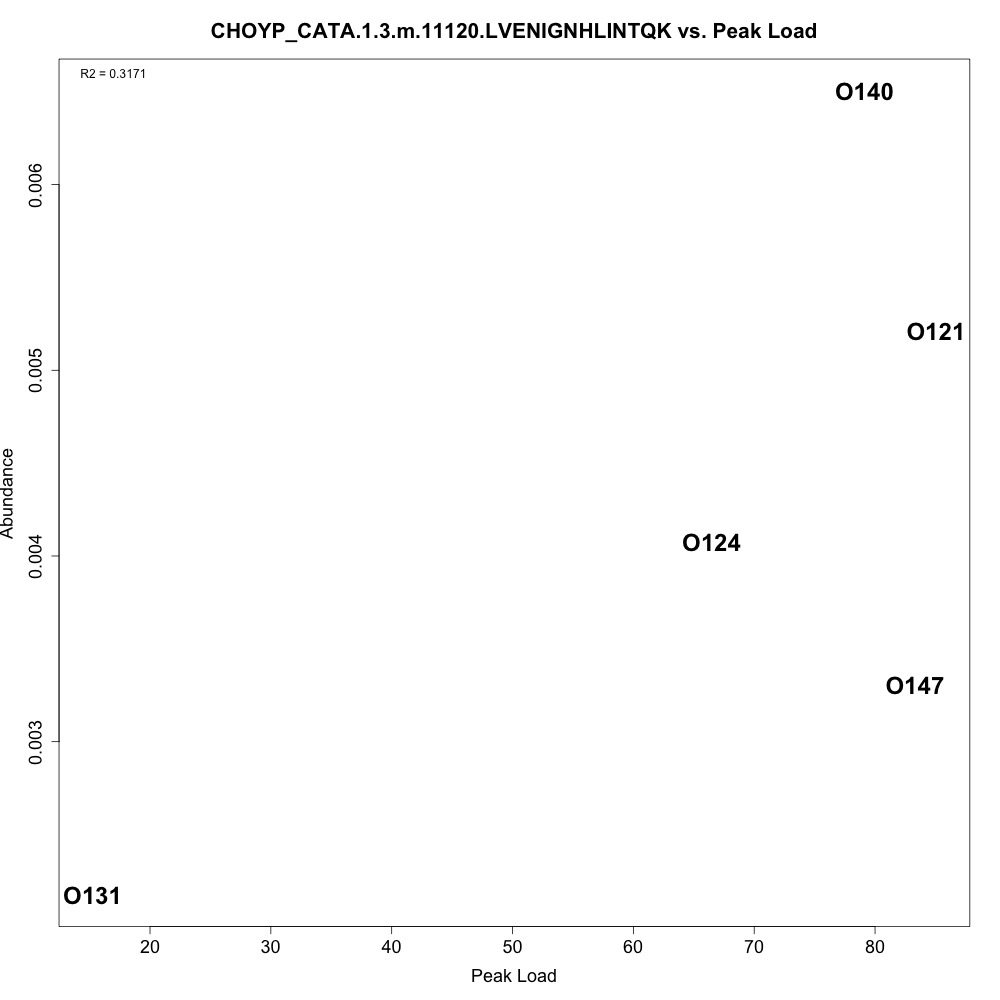 CHOYP_CATA.1.3.m.11120.LVENIGNHLINTQK vs. Peak Load
R2 = 0.3171
O140
0.006
O121
0.005
Abundance
O124
0.004
O147
0.003
O131
20 30 40 50 60 70 80
Peak Load